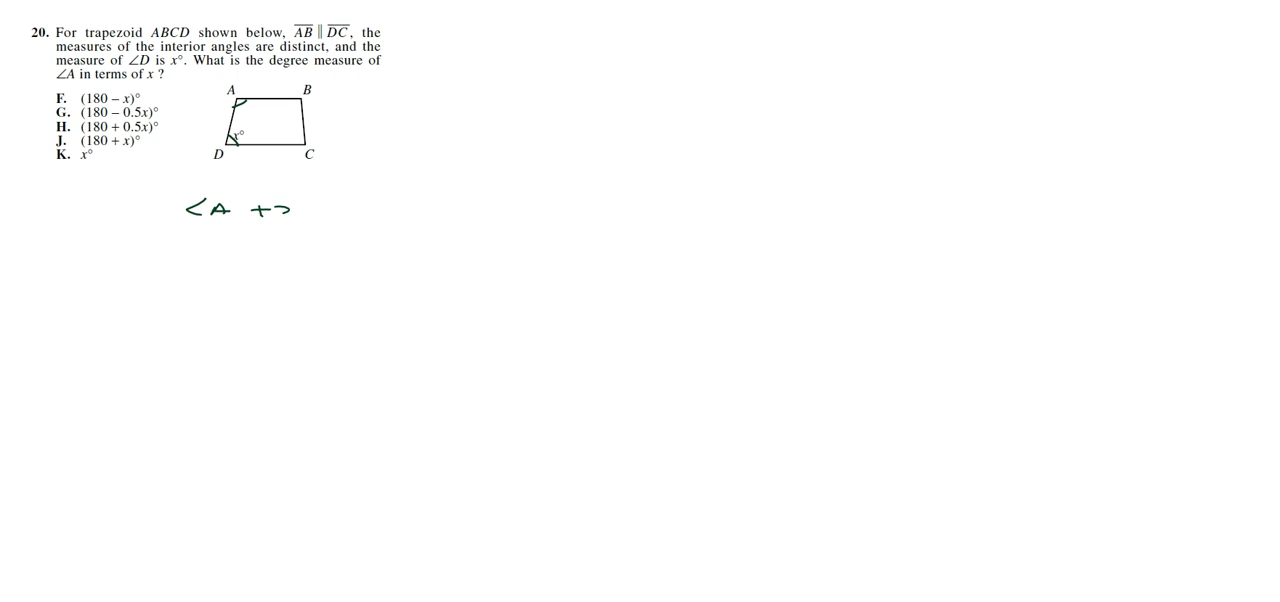 20. For trapezoid ABCD shown below, AB ∥ DC, the
measures of the interior angles are distinct, and the
measure of ∠D is x°. What is the degree measure of
∠A in terms of x ?
F. (180 – x)°
G. (180 – 0.5x)°
H. (180 + 0.5x)°
J. (180 + x)°
K. x°
A B
x°
D C
<A +